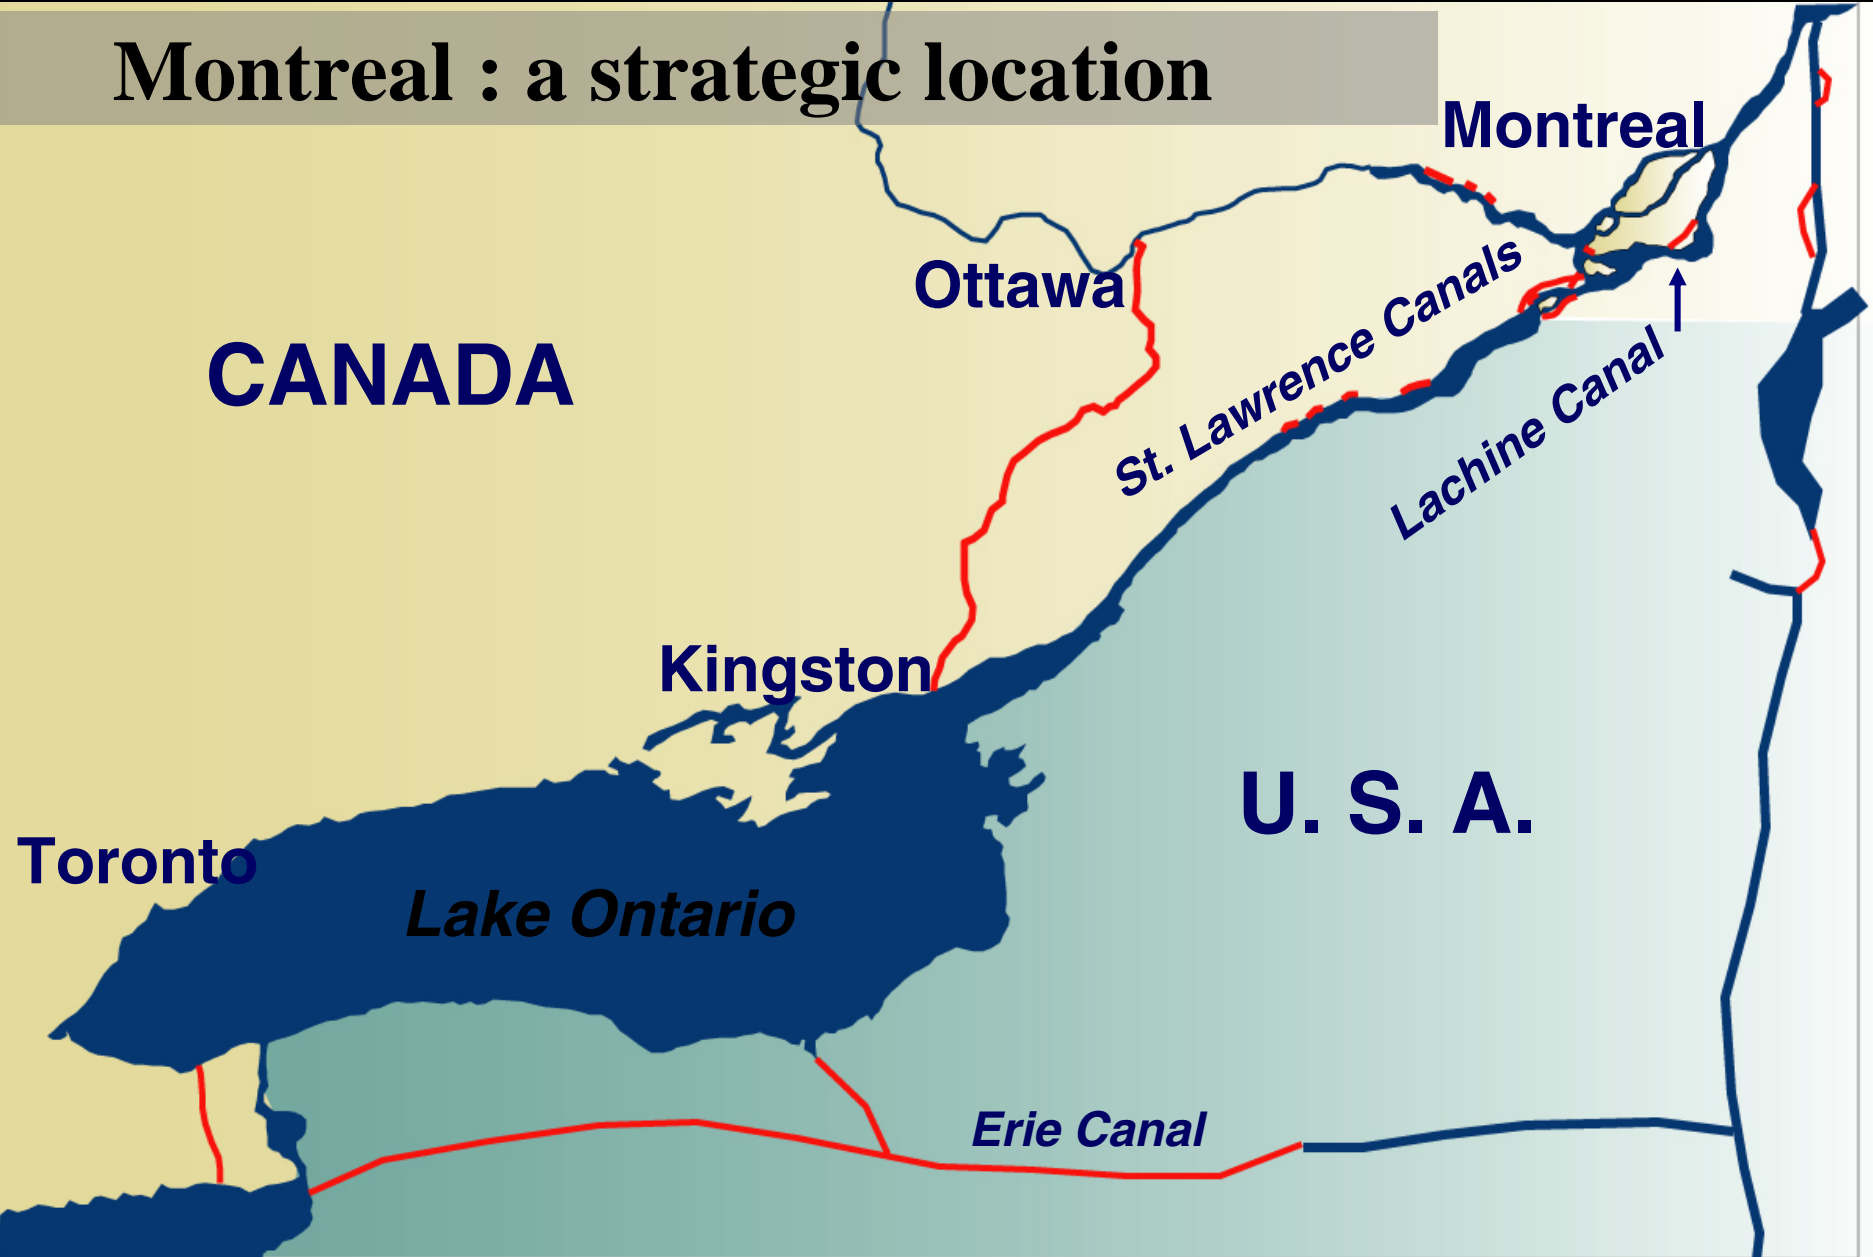 Montreal : a strategic location
Montreal
Ottawa
St. Lawrence Canals
CANADA
Lachine Canal
Kingston
U. S. A.
Toronto
Lake Ontario
Erie Canal